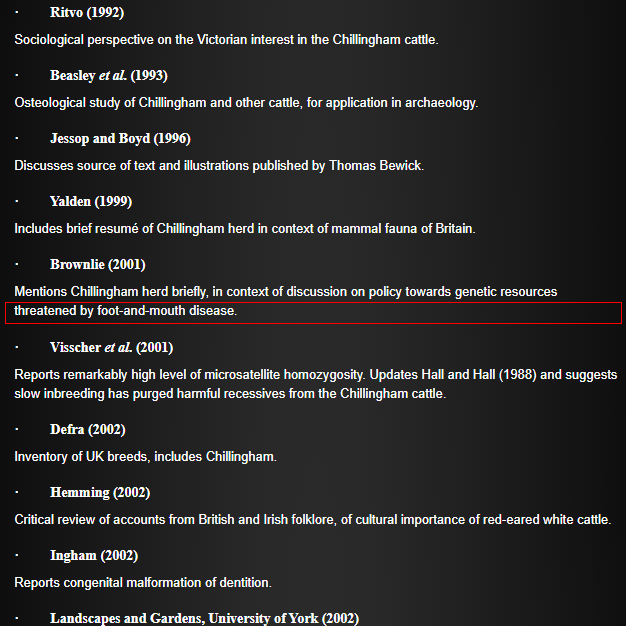 · Ritvo (1992)
Sociological perspective on the Victorian interest in the Chillingham cattle.
· Beasley et al. (1993)
Osteological study of Chillingham and other cattle, for application in archaeology.
· Jessop and Boyd (1996)
Discusses source of text and illustrations published by Thomas Bewick.
· Yalden (1999)
Includes brief resumé of Chillingham herd in context of mammal fauna of Britain.
· Brownlie (2001)
Mentions Chillingham herd briefly, in context of discussion on policy towards genetic resources
threatened by foot-and-mouth disease.
· Visscher et al. (2001)
Reports remarkably high level of microsatellite homozygosity. Updates Hall and Hall (1988) and suggests
slow inbreeding has purged harmful recessives from the Chillingham cattle.
· Defra (2002)
Inventory of UK breeds, includes Chillingham.
· Hemming (2002)
Critical review of accounts from British and Irish folklore, of cultural importance of red-eared white cattle.
· Ingham (2002)
Reports congenital malformation of dentition.
· Landscapes and Gardens, University of York (2002)